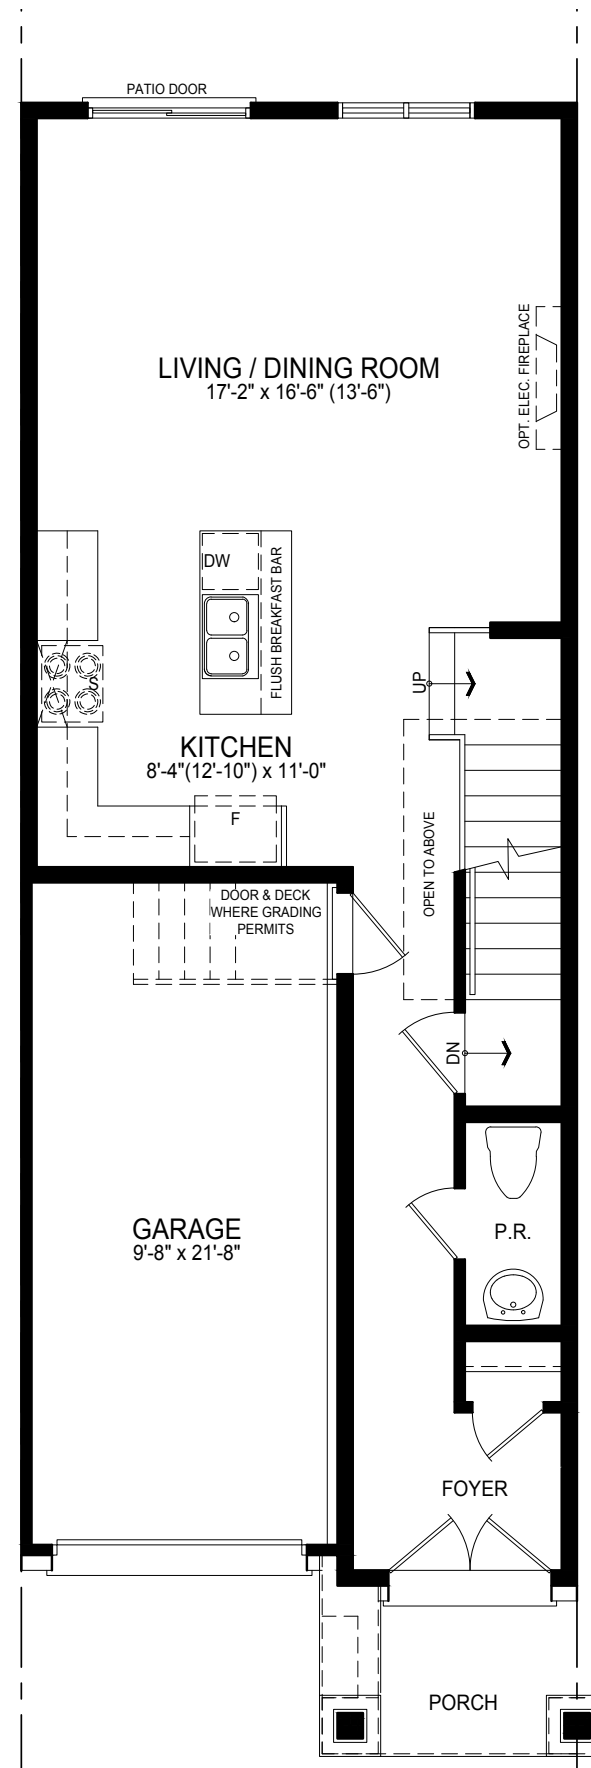 PATIO DOOR
LIVING / DINING ROOM
17'-2" x 16'-6" (13'-6")
OPT. ELEC. FIREPLACE
DW
FLUSH BREAKFAST BAR
S
UP
KITCHEN
8'-4"(12'-10") x 11'-0"
F
OPEN TO ABOVE
DOOR & DECK
WHERE GRADING
PERMITS
DN
GARAGE
9'-8" x 21'-8"
P.R.
FOYER
PORCH